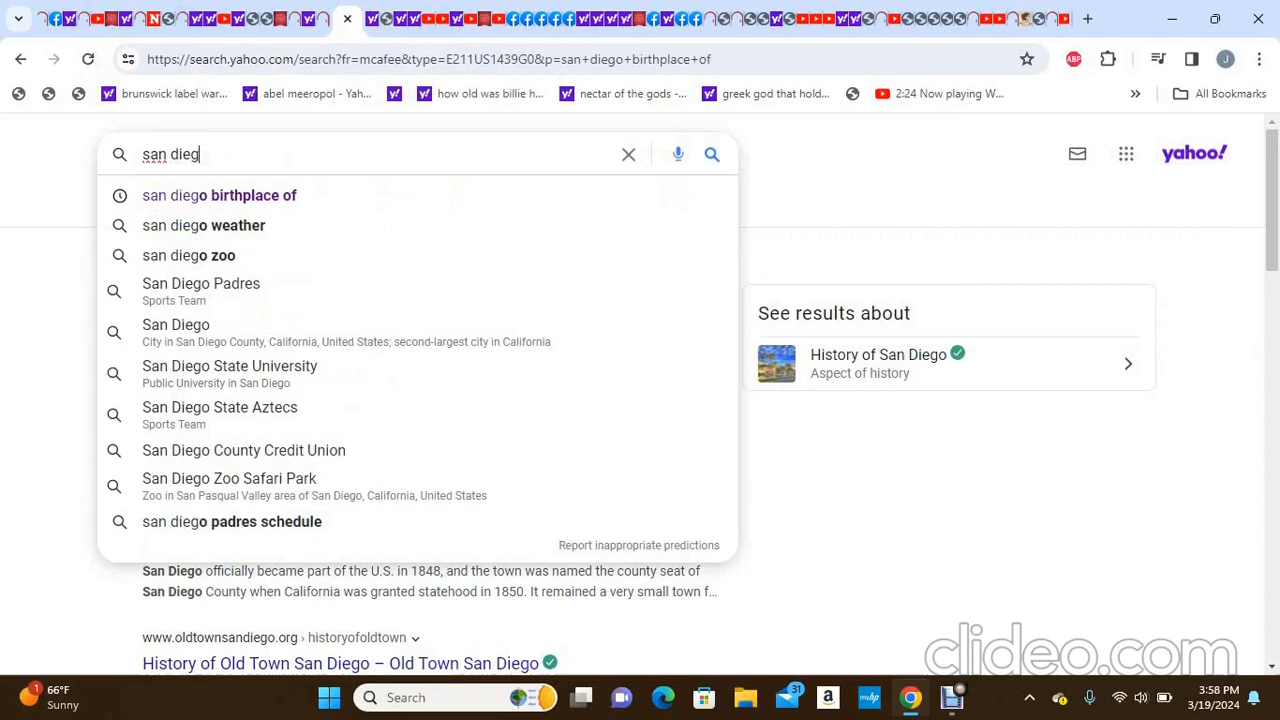 https://search.yahoo.com/search?fr=mcafee&type=E211US1439G0&p=san+diego+birthplace+of
ABP
J
brunswick label war...
abel meeropol - Yah...
how old was billie h...
nectar of the gods -...
greek god that hold...
2:24 Now playing W...
»
All Bookmarks
san dieg
yahoo!
san diego birthplace of
san diego weather
san diego zoo
San Diego Padres
Sports Team
San Diego
City in San Diego County, California, United States; second-largest city in California
San Diego State University
Public University in San Diego
San Diego State Aztecs
Sports Team
San Diego County Credit Union
San Diego Zoo Safari Park
Zoo in San Pasqual Valley area of San Diego, California, United States
san diego padres schedule
Report inappropriate predictions
See results about
History of San Diego
Aspect of history
San Diego officially became part of the U.S. in 1848, and the town was named the county seat of
San Diego County when California was granted statehood in 1850. It remained a very small town f...
www.oldtownsandiego.org › historyofoldtown
History of Old Town San Diego – Old Town San Diego
clideo.com
1
66°F
Sunny
Search
31
a
myhp
3:58 PM
3/19/2024